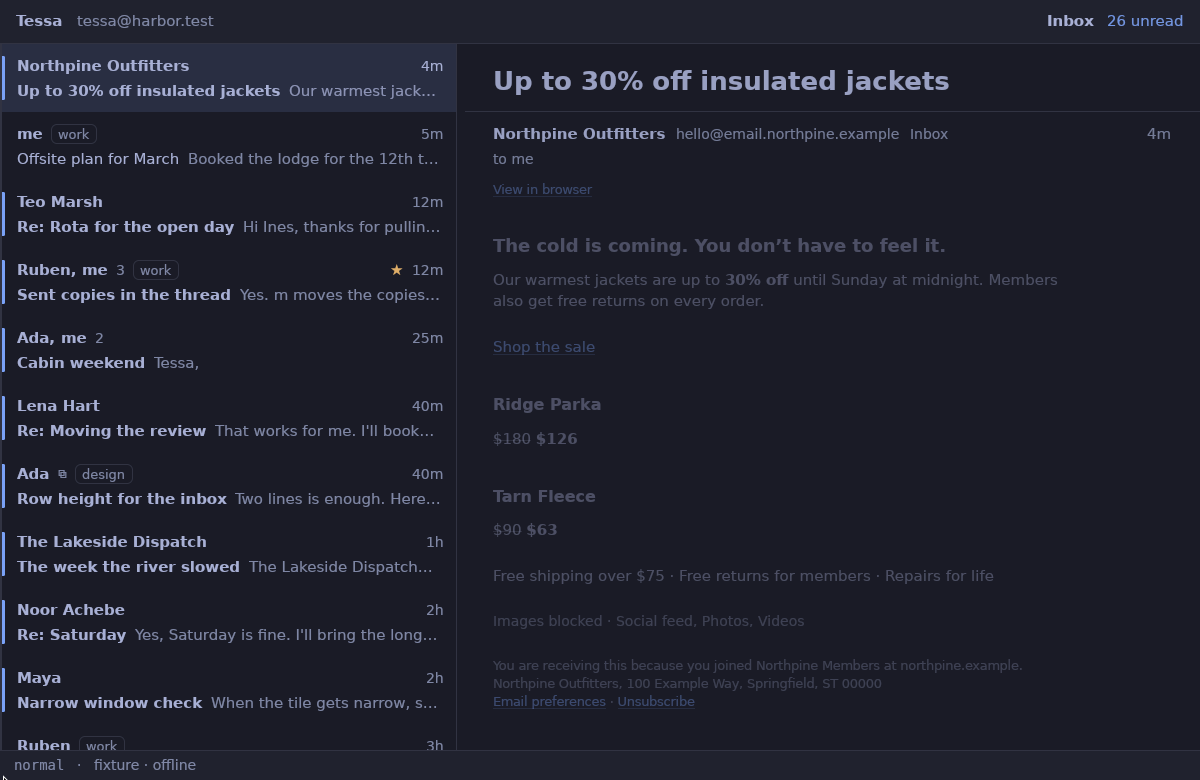 Tessa tessa@harbor.test
Inbox 26 unread
Northpine Outfitters 4m
Up to 30% off insulated jackets Our warmest jack…
me work 5m
Offsite plan for March Booked the lodge for the 12th t…
Teo Marsh 12m
Re: Rota for the open day Hi Ines, thanks for pullin…
Ruben, me 3 work ★ 12m
Sent copies in the thread Yes. m moves the copies…
Ada, me 2 25m
Cabin weekend Tessa,
Lena Hart 40m
Re: Moving the review That works for me. I'll book…
Ada design 40m
Row height for the inbox Two lines is enough. Here…
The Lakeside Dispatch 1h
The week the river slowed The Lakeside Dispatch…
Noor Achebe 2h
Re: Saturday Yes, Saturday is fine. I'll bring the long…
Maya 2h
Narrow window check When the tile gets narrow, s…
Ruben work 3h
Up to 30% off insulated jackets
Northpine Outfitters hello@email.northpine.example Inbox 4m
to me
View in browser
The cold is coming. You don’t have to feel it.
Our warmest jackets are up to 30% off until Sunday at midnight. Members
also get free returns on every order.
Shop the sale
Ridge Parka
$180 $126
Tarn Fleece
$90 $63
Free shipping over $75 · Free returns for members · Repairs for life
Images blocked · Social feed, Photos, Videos
You are receiving this because you joined Northpine Members at northpine.example.
Northpine Outfitters, 100 Example Way, Springfield, ST 00000
Email preferences · Unsubscribe
normal · fixture · offline